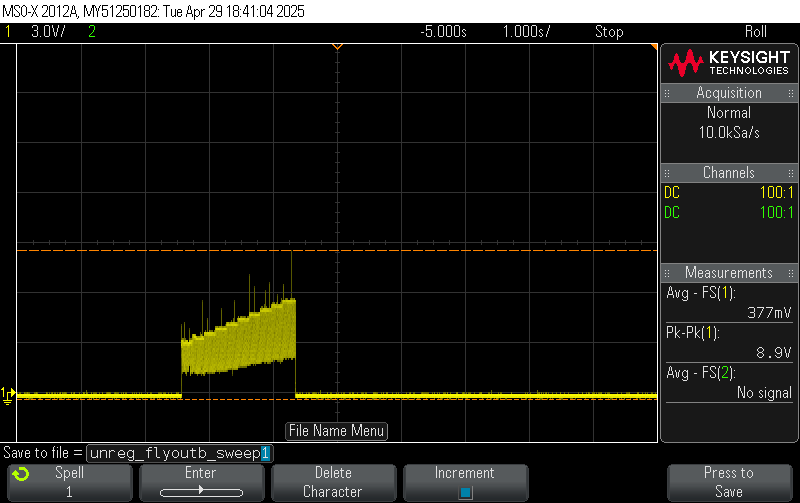 MSO-X 2012A, MY51250182: Tue Apr 29 18:41:04 2025
1 3.0V/ 2 -5.000s 1.000s/ Stop Roll
KEYSIGHT
TECHNOLOGIES
Acquisition
Normal
10.0kSa/s
Channels
DC 100:1
DC 100:1
Measurements
Avg - FS(1):
377mV
Pk-Pk(1):
8.9V
Avg - FS(2):
No signal
1
File Name Menu
Save to file = unreg_flyoutb_sweep1
Spell
1
Enter
Delete
Character
Increment
Press to
Save